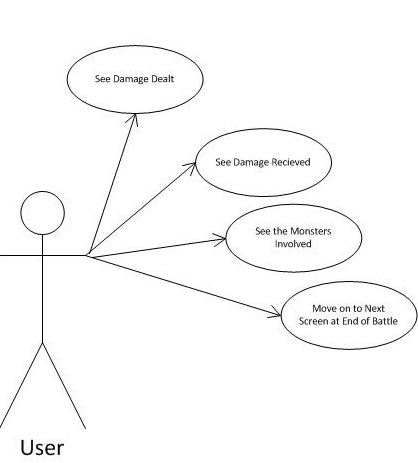 See Damage Dealt
See Damage Recieved
See the Monsters
Involved
Move on to Next
Screen at End of Battle
User